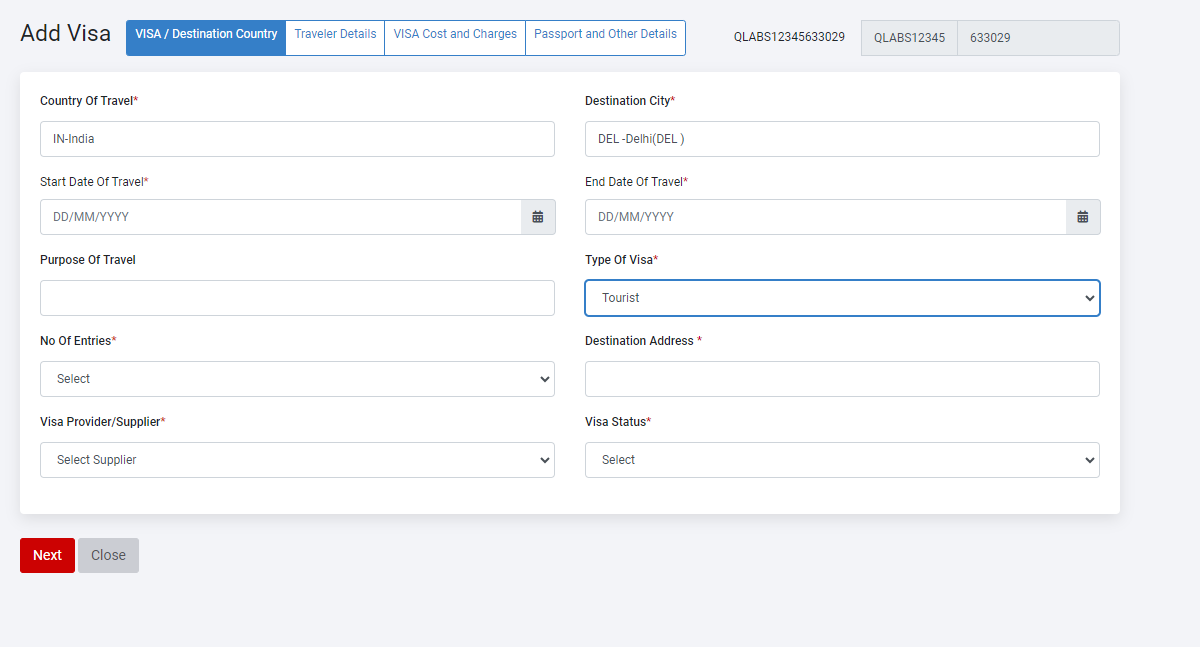 Add Visa
VISA / Destination Country
Traveler Details
VISA Cost and Charges
Passport and Other Details
QLABS12345633029
QLABS12345
633029
Country Of Travel*
Destination City*
IN-India
DEL -Delhi(DEL )
Start Date Of Travel*
End Date Of Travel*
DD/MM/YYYY
DD/MM/YYYY
Purpose Of Travel
Type Of Visa*
Tourist
No Of Entries*
Destination Address *
Select
Visa Provider/Supplier*
Visa Status*
Select Supplier
Select
Next
Close